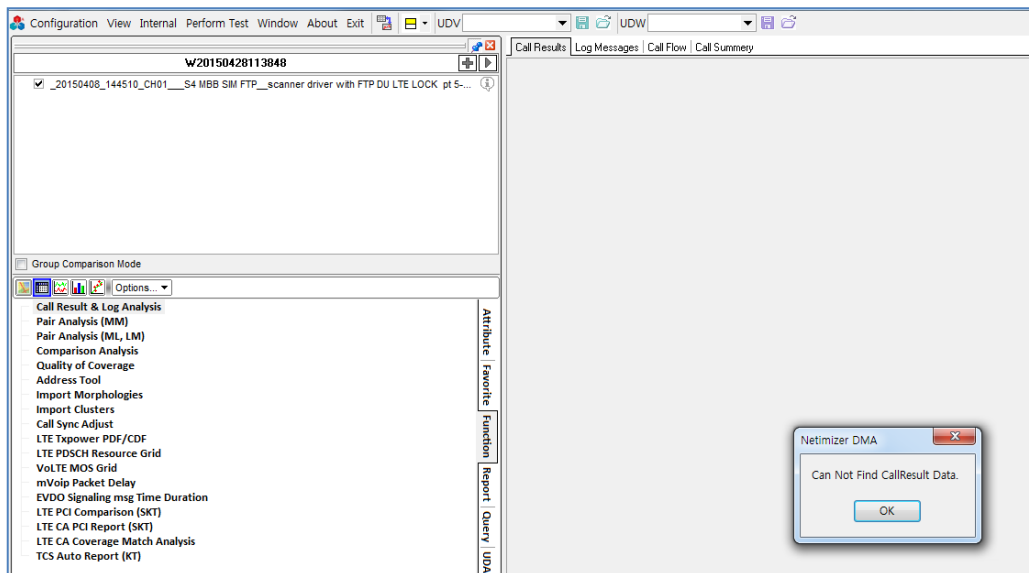 Configuration View Internal Perform Test Window About Exit UDV UDW
W20150428113848
_20150408_144510_CH01___S4 MBB SIM FTP__scanner driver with FTP DU LTE LOCK pt 5-...
Group Comparison Mode
Options...
Call Result & Log Analysis
Pair Analysis (MM)
Pair Analysis (ML, LM)
Comparison Analysis
Quality of Coverage
Address Tool
Import Morphologies
Import Clusters
Call Sync Adjust
LTE Txpower PDF/CDF
LTE PDSCH Resource Grid
VoLTE MOS Grid
mVoip Packet Delay
EVDO Signaling msg Time Duration
LTE PCI Comparison (SKT)
LTE CA PCI Report (SKT)
LTE CA Coverage Match Analysis
TCS Auto Report (KT)
Attribute
Favorite
Function
Report
Query
UDA
Call Results Log Messages Call Flow Call Summery
Netimizer DMA
Can Not Find CallResult Data.
OK